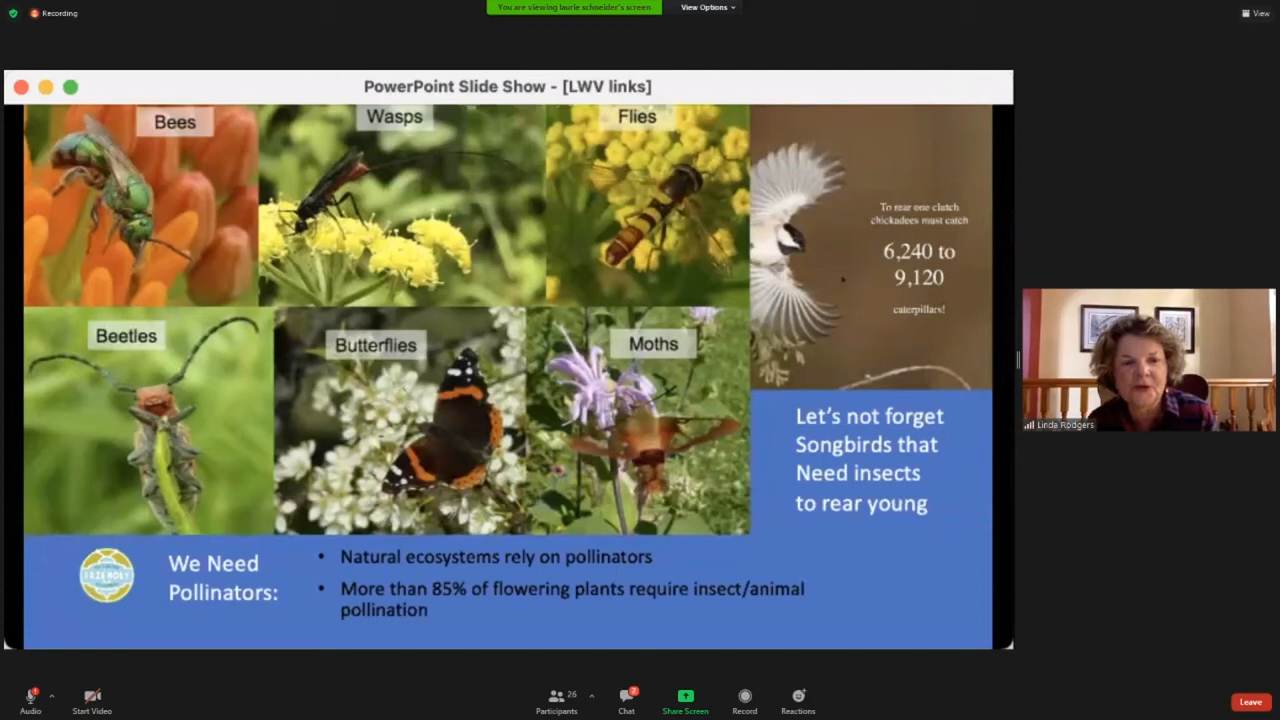 Recording
You are viewing laurie schneider's screen
View Options
View
PowerPoint Slide Show - [LWV links]
Bees
Wasps
Flies
To rear one clutch
chickadees must catch
6,240 to
9,120
caterpillars!
Beetles
Butterflies
Moths
Let's not forget
Songbirds that
Need insects
to rear young
Linda Rodgers
FRIENDLY
We Need
Pollinators:
• Natural ecosystems rely on pollinators
• More than 85% of flowering plants require insect/animal
pollination
Audio
Start Video
26
Participants
2
Chat
Share Screen
Record
Reactions
Leave